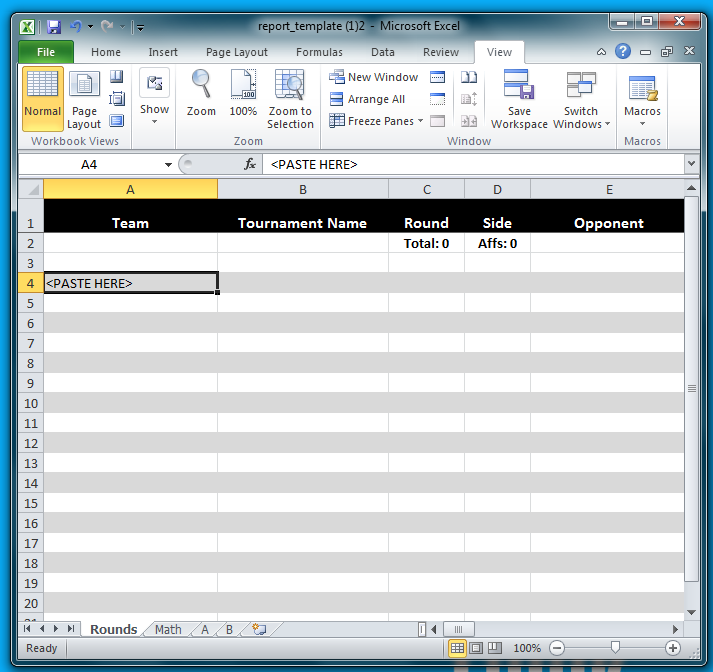 report_template (1)2 - Microsoft Excel
File Home Insert Page Layout Formulas Data Review View
Normal
Page Layout
Workbook Views
Show
Zoom
100%
Zoom to Selection
Zoom
New Window
Arrange All
Freeze Panes
Save Workspace
Switch Windows
Window
Macros
Macros
A4 fx <PASTE HERE>
A B C D E
1 Team Tournament Name Round Side Opponent
2 Total: 0 Affs: 0
3
4 <PASTE HERE>
5
6
7
8
9
10
11
12
13
14
15
16
17
18
19
20
21
Rounds Math A B
Ready 100%